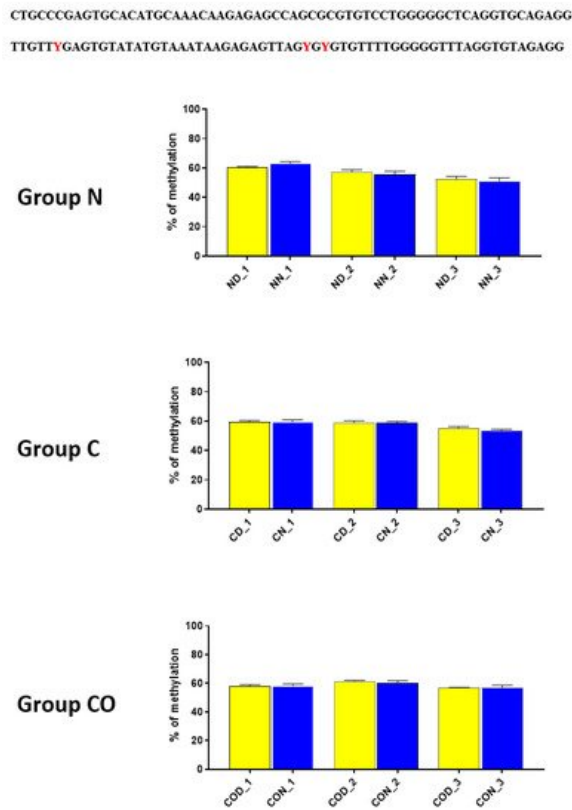 CTGCCCGAGTGCACATGCAAACAAGAGAGCCAGCGCGTGTCCTGGGGGCTCAGGTGCAGAGG
TTGTTYGAGTGTATATGTAAATAAGAGAGTTAGYGYGTGTTTTGGGGGTTTAGGTGTAGAGG
Group N
% of methylation
100
80
60
40
20
0
ND_1 NN_1 ND_2 NN_2 ND_3 NN_3
Group C
% of methylation
100
80
60
40
20
0
CD_1 CN_1 CD_2 CN_2 CD_3 CN_3
Group CO
% of methylation
100
80
60
40
20
0
COD_1 CON_1 COD_2 CON_2 COD_3 CON_3